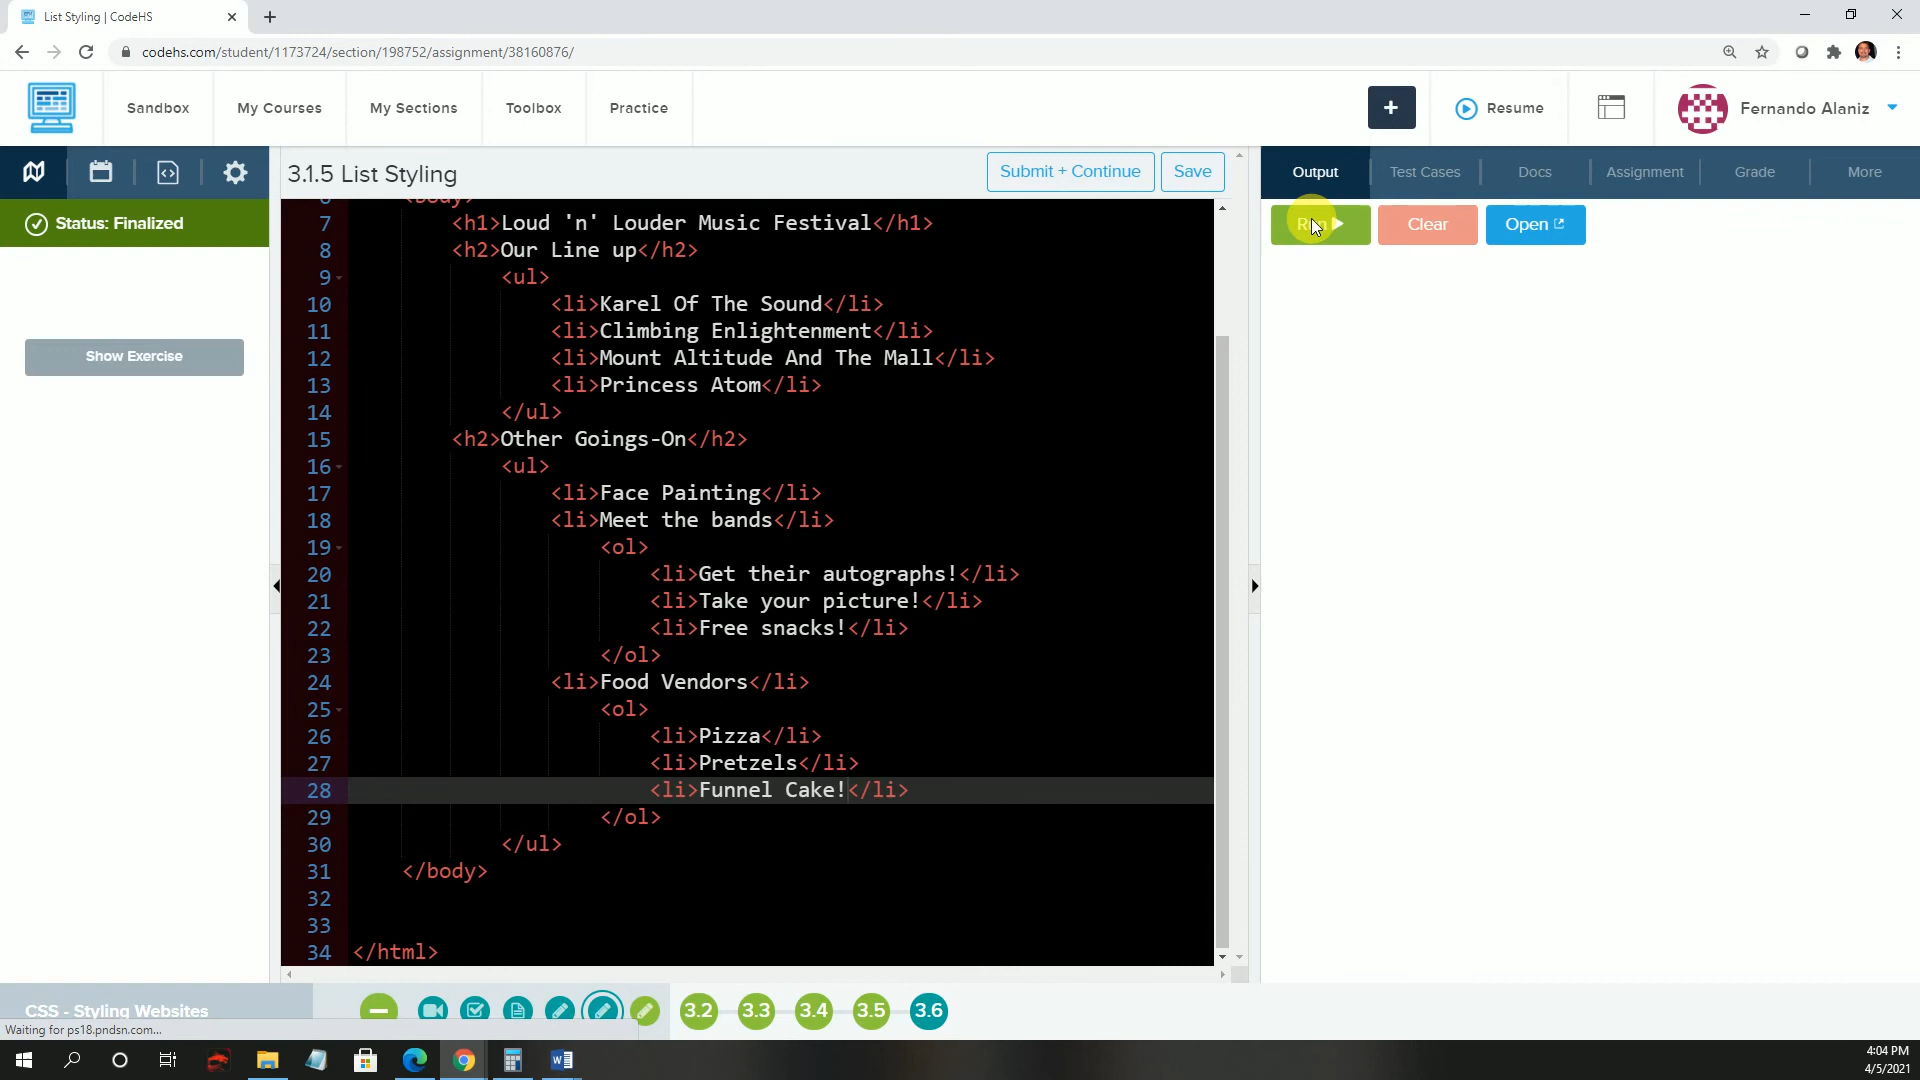 List Styling | CodeHS
codehs.com/student/1173724/section/198752/assignment/38160876/
Sandbox
My Courses
My Sections
Toolbox
Practice
+
Resume
Fernando Alaniz
3.1.5 List Styling
Submit + Continue
Save
Output
Test Cases
Docs
Assignment
Grade
More
Status: Finalized
Run
Clear
Open
Show Exercise
7 <h1>Loud 'n' Louder Music Festival</h1>
8 <h2>Our Line up</h2>
9 <ul>
10 <li>Karel Of The Sound</li>
11 <li>Climbing Enlightenment</li>
12 <li>Mount Altitude And The Mall</li>
13 <li>Princess Atom</li>
14 </ul>
15 <h2>Other Goings-On</h2>
16 <ul>
17 <li>Face Painting</li>
18 <li>Meet the bands</li>
19 <ol>
20 <li>Get their autographs!</li>
21 <li>Take your picture!</li>
22 <li>Free snacks!</li>
23 </ol>
24 <li>Food Vendors</li>
25 <ol>
26 <li>Pizza</li>
27 <li>Pretzels</li>
28 <li>Funnel Cake!</li>
29 </ol>
30 </ul>
31 </body>
32
33
34 </html>
CSS - Styling Websites
3.2
3.3
3.4
3.5
3.6
Waiting for ps18.pndsn.com...
4:04 PM
4/5/2021